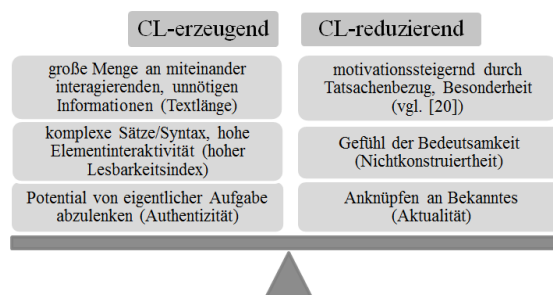 CL-erzeugend
CL-reduzierend
große Menge an miteinander
interagierenden, unnötigen
Informationen (Textlänge)
motivationssteigernd durch
Tatsachenbezug, Besonderheit
(vgl. [20])
komplexe Sätze/Syntax, hohe
Elementinteraktivität (hoher
Lesbarkeitsindex)
Gefühl der Bedeutsamkeit
(Nichtkonstruiertheit)
Potential von eigentlicher Aufgabe
abzulenken (Authentizität)
Anknüpfen an Bekanntes
(Aktualität)